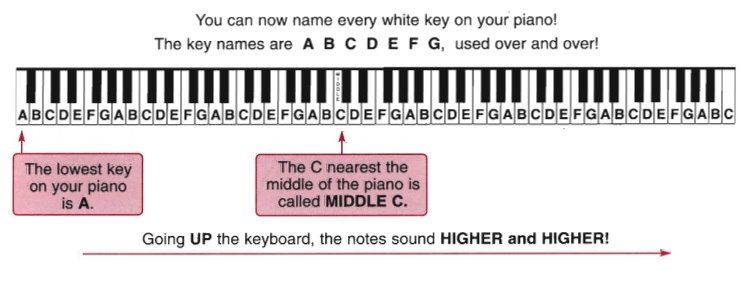 You can now name every white key on your piano!
The key names are A B C D E F G, used over and over!
MIDDLE
A B C D E F G A B C D E F G A B C D E F G A B C D E F G A B C D E F G A B C D E F G A B C D E F G A B C
The lowest key
on your piano
is A.
The C nearest the
middle of the piano is
called MIDDLE C.
Going UP the keyboard, the notes sound HIGHER and HIGHER!